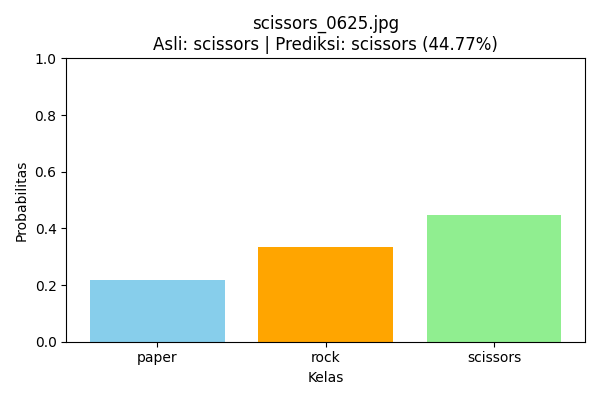 scissors_0625.jpg
Asli: scissors | Prediksi: scissors (44.77%)
1.0
0.8
0.6
0.4
0.2
0.0
Probabilitas
paper rock scissors
Kelas